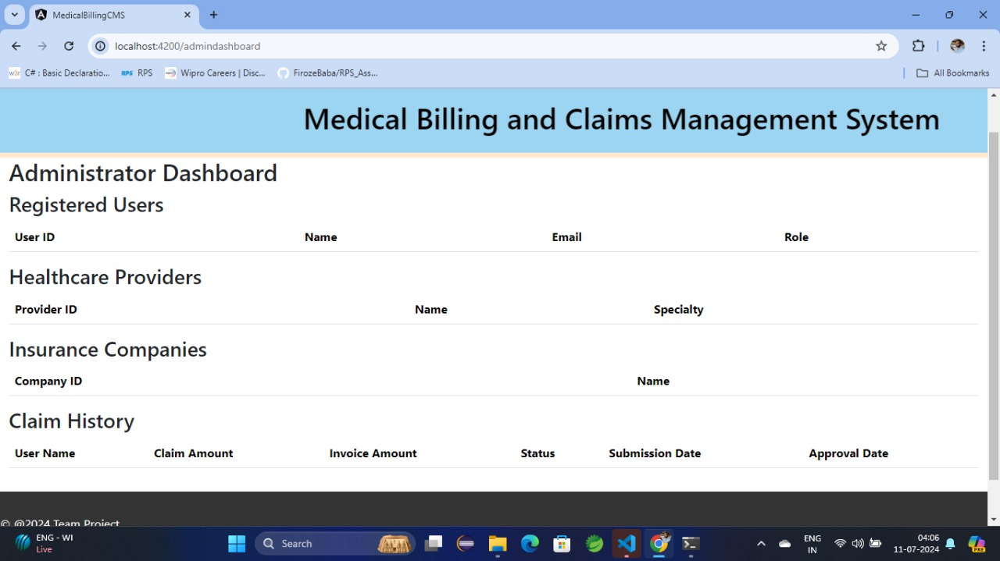 MedicalBillingCMS
localhost:4200/admindashboard
w3r C# : Basic Declaratio... RPS RPS Wipro Careers | Disc... FirozeBaba/RPS_Ass... All Bookmarks
Medical Billing and Claims Management System
Administrator Dashboard
Registered Users
User ID Name Email Role
Healthcare Providers
Provider ID Name Specialty
Insurance Companies
Company ID Name
Claim History
User Name Claim Amount Invoice Amount Status Submission Date Approval Date
© @2024 Team Project
ENG - WI
Live
Search
ENG
IN
04:06
11-07-2024
PRE